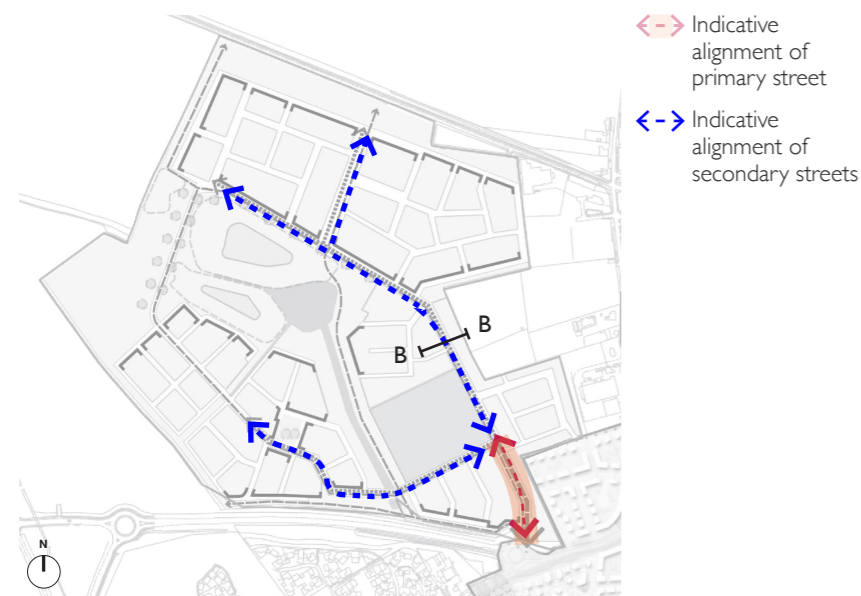 Indicative
alignment of
primary street
Indicative
alignment of
secondary streets
B
B
N